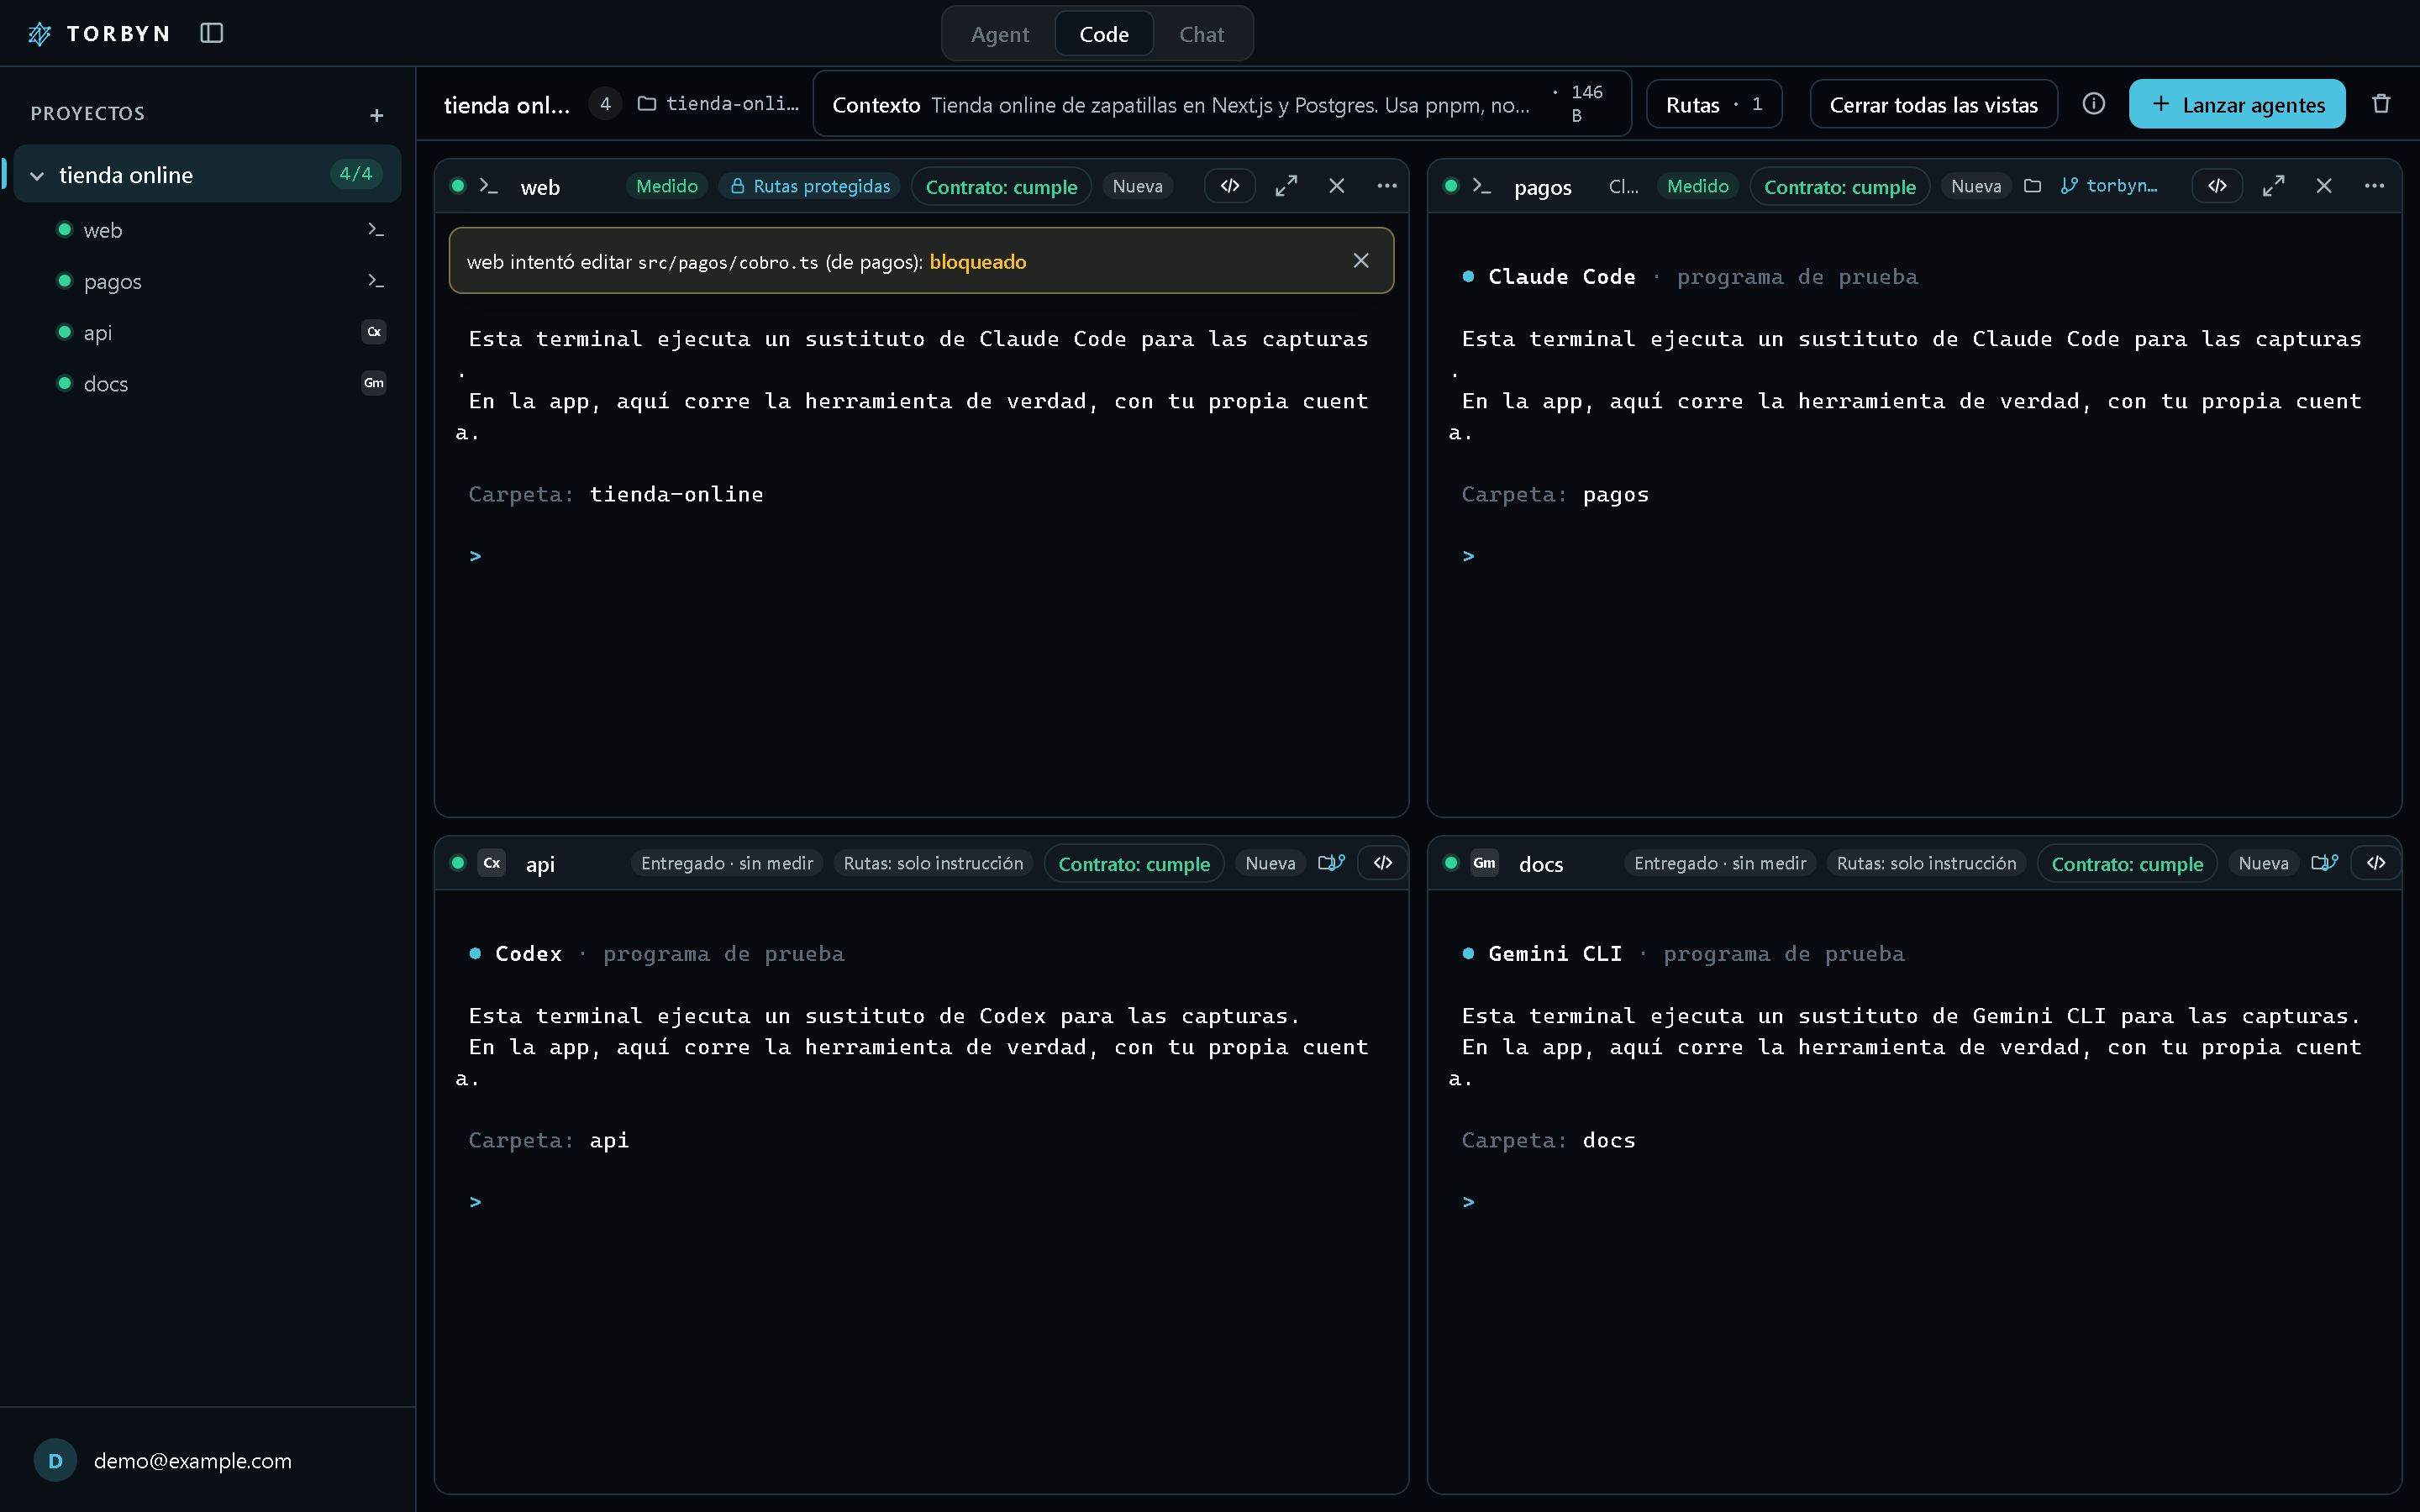 TORBYN
Agent
Code
Chat
PROYECTOS
+
tienda online
4/4
web
pagos
api
Cx
docs
Gm
demo@example.com
D
tienda onl...
4
tienda-onli...
Contexto Tienda online de zapatillas en Next.js y Postgres. Usa pnpm, no...
· 146
B
Rutas · 1
Cerrar todas las vistas
+ Lanzar agentes
web
Medido
Rutas protegidas
Contrato: cumple
Nueva
web intentó editar src/pagos/cobro.ts (de pagos): bloqueado
Esta terminal ejecuta un sustituto de Claude Code para las capturas
.
En la app, aquí corre la herramienta de verdad, con tu propia cuent
a.
Carpeta: tienda-online
>
pagos
Cl...
Medido
Contrato: cumple
Nueva
torbyn...
Claude Code · programa de prueba
Esta terminal ejecuta un sustituto de Claude Code para las capturas
.
En la app, aquí corre la herramienta de verdad, con tu propia cuent
a.
Carpeta: pagos
>
Cx
api
Entregado · sin medir
Rutas: solo instrucción
Contrato: cumple
Nueva
Codex · programa de prueba
Esta terminal ejecuta un sustituto de Codex para las capturas.
En la app, aquí corre la herramienta de verdad, con tu propia cuent
a.
Carpeta: api
>
Gm
docs
Entregado · sin medir
Rutas: solo instrucción
Contrato: cumple
Nueva
Gemini CLI · programa de prueba
Esta terminal ejecuta un sustituto de Gemini CLI para las capturas.
En la app, aquí corre la herramienta de verdad, con tu propia cuent
a.
Carpeta: docs
>